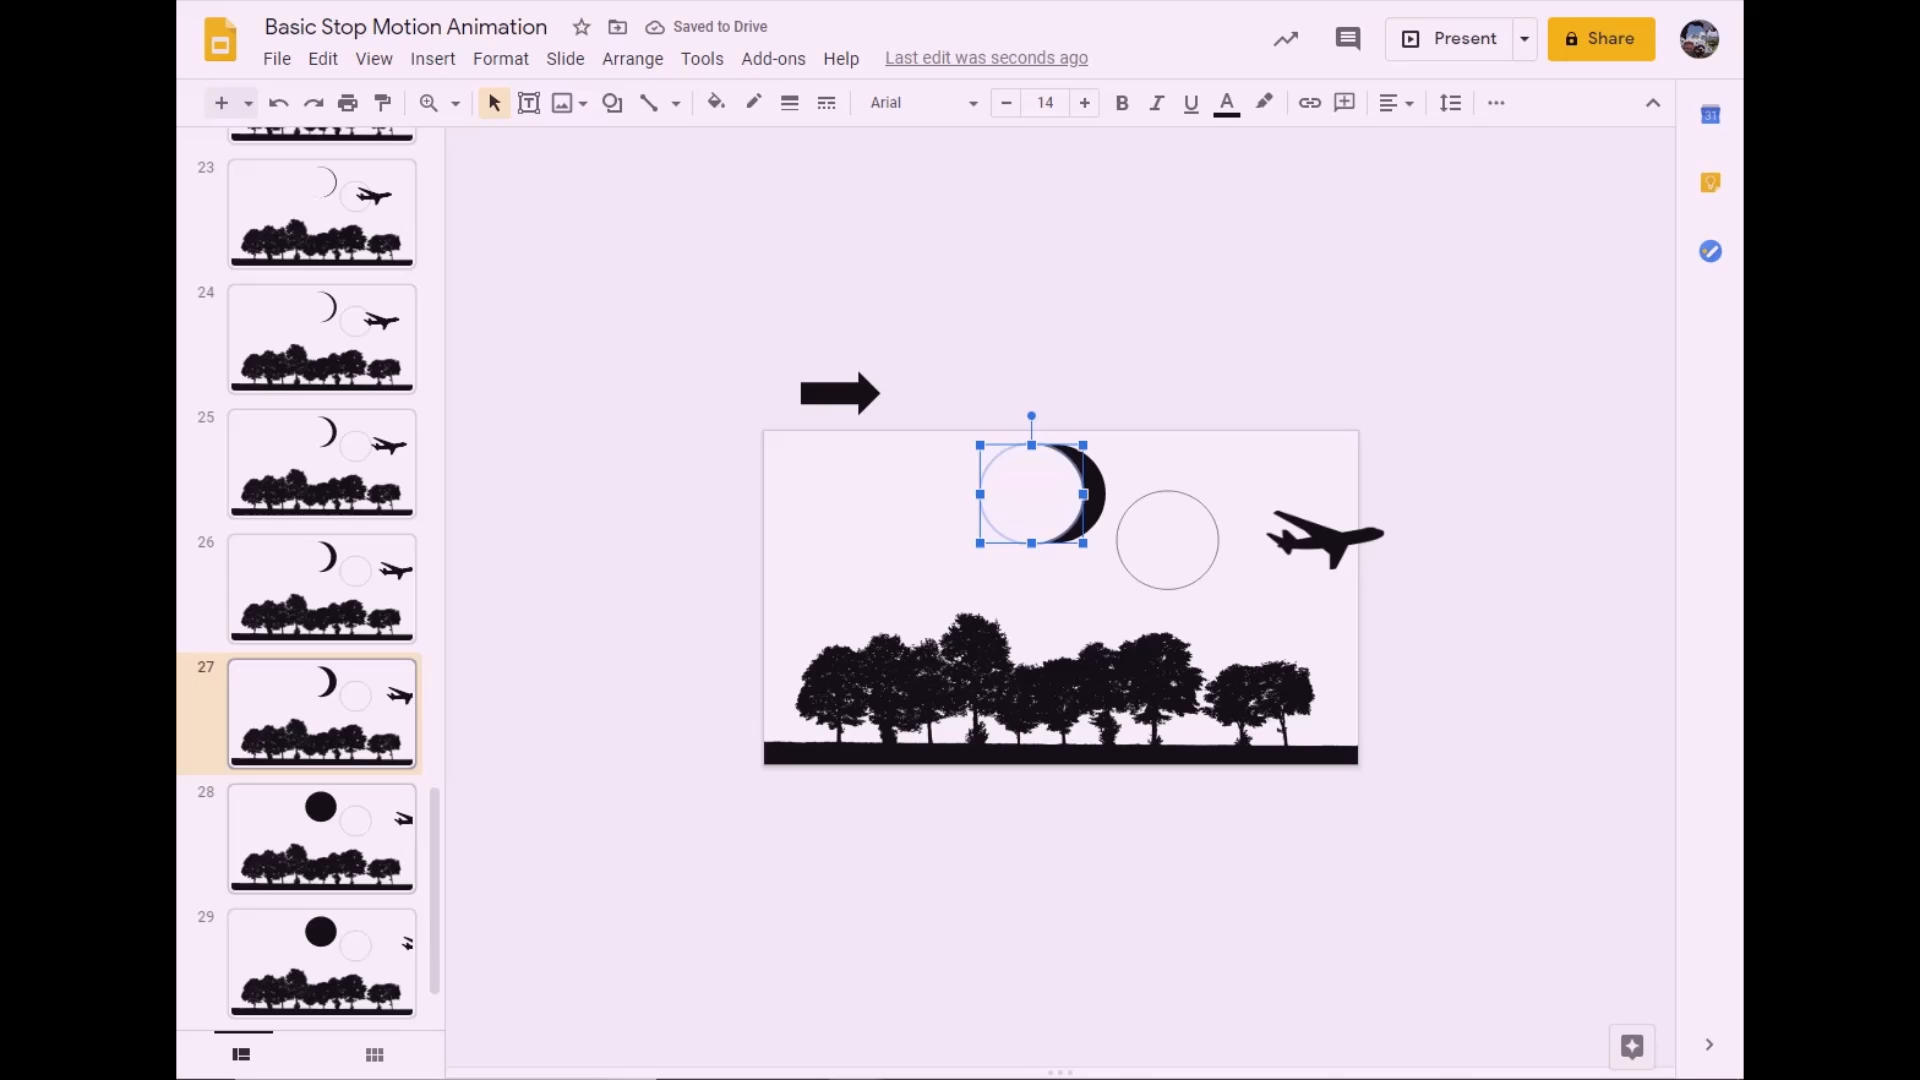 Basic Stop Motion Animation
Saved to Drive
Present
Share
File Edit View Insert Format Slide Arrange Tools Add-ons Help Last edit was seconds ago
Arial
14
B I U A
31
23
24
25
26
27
28
29